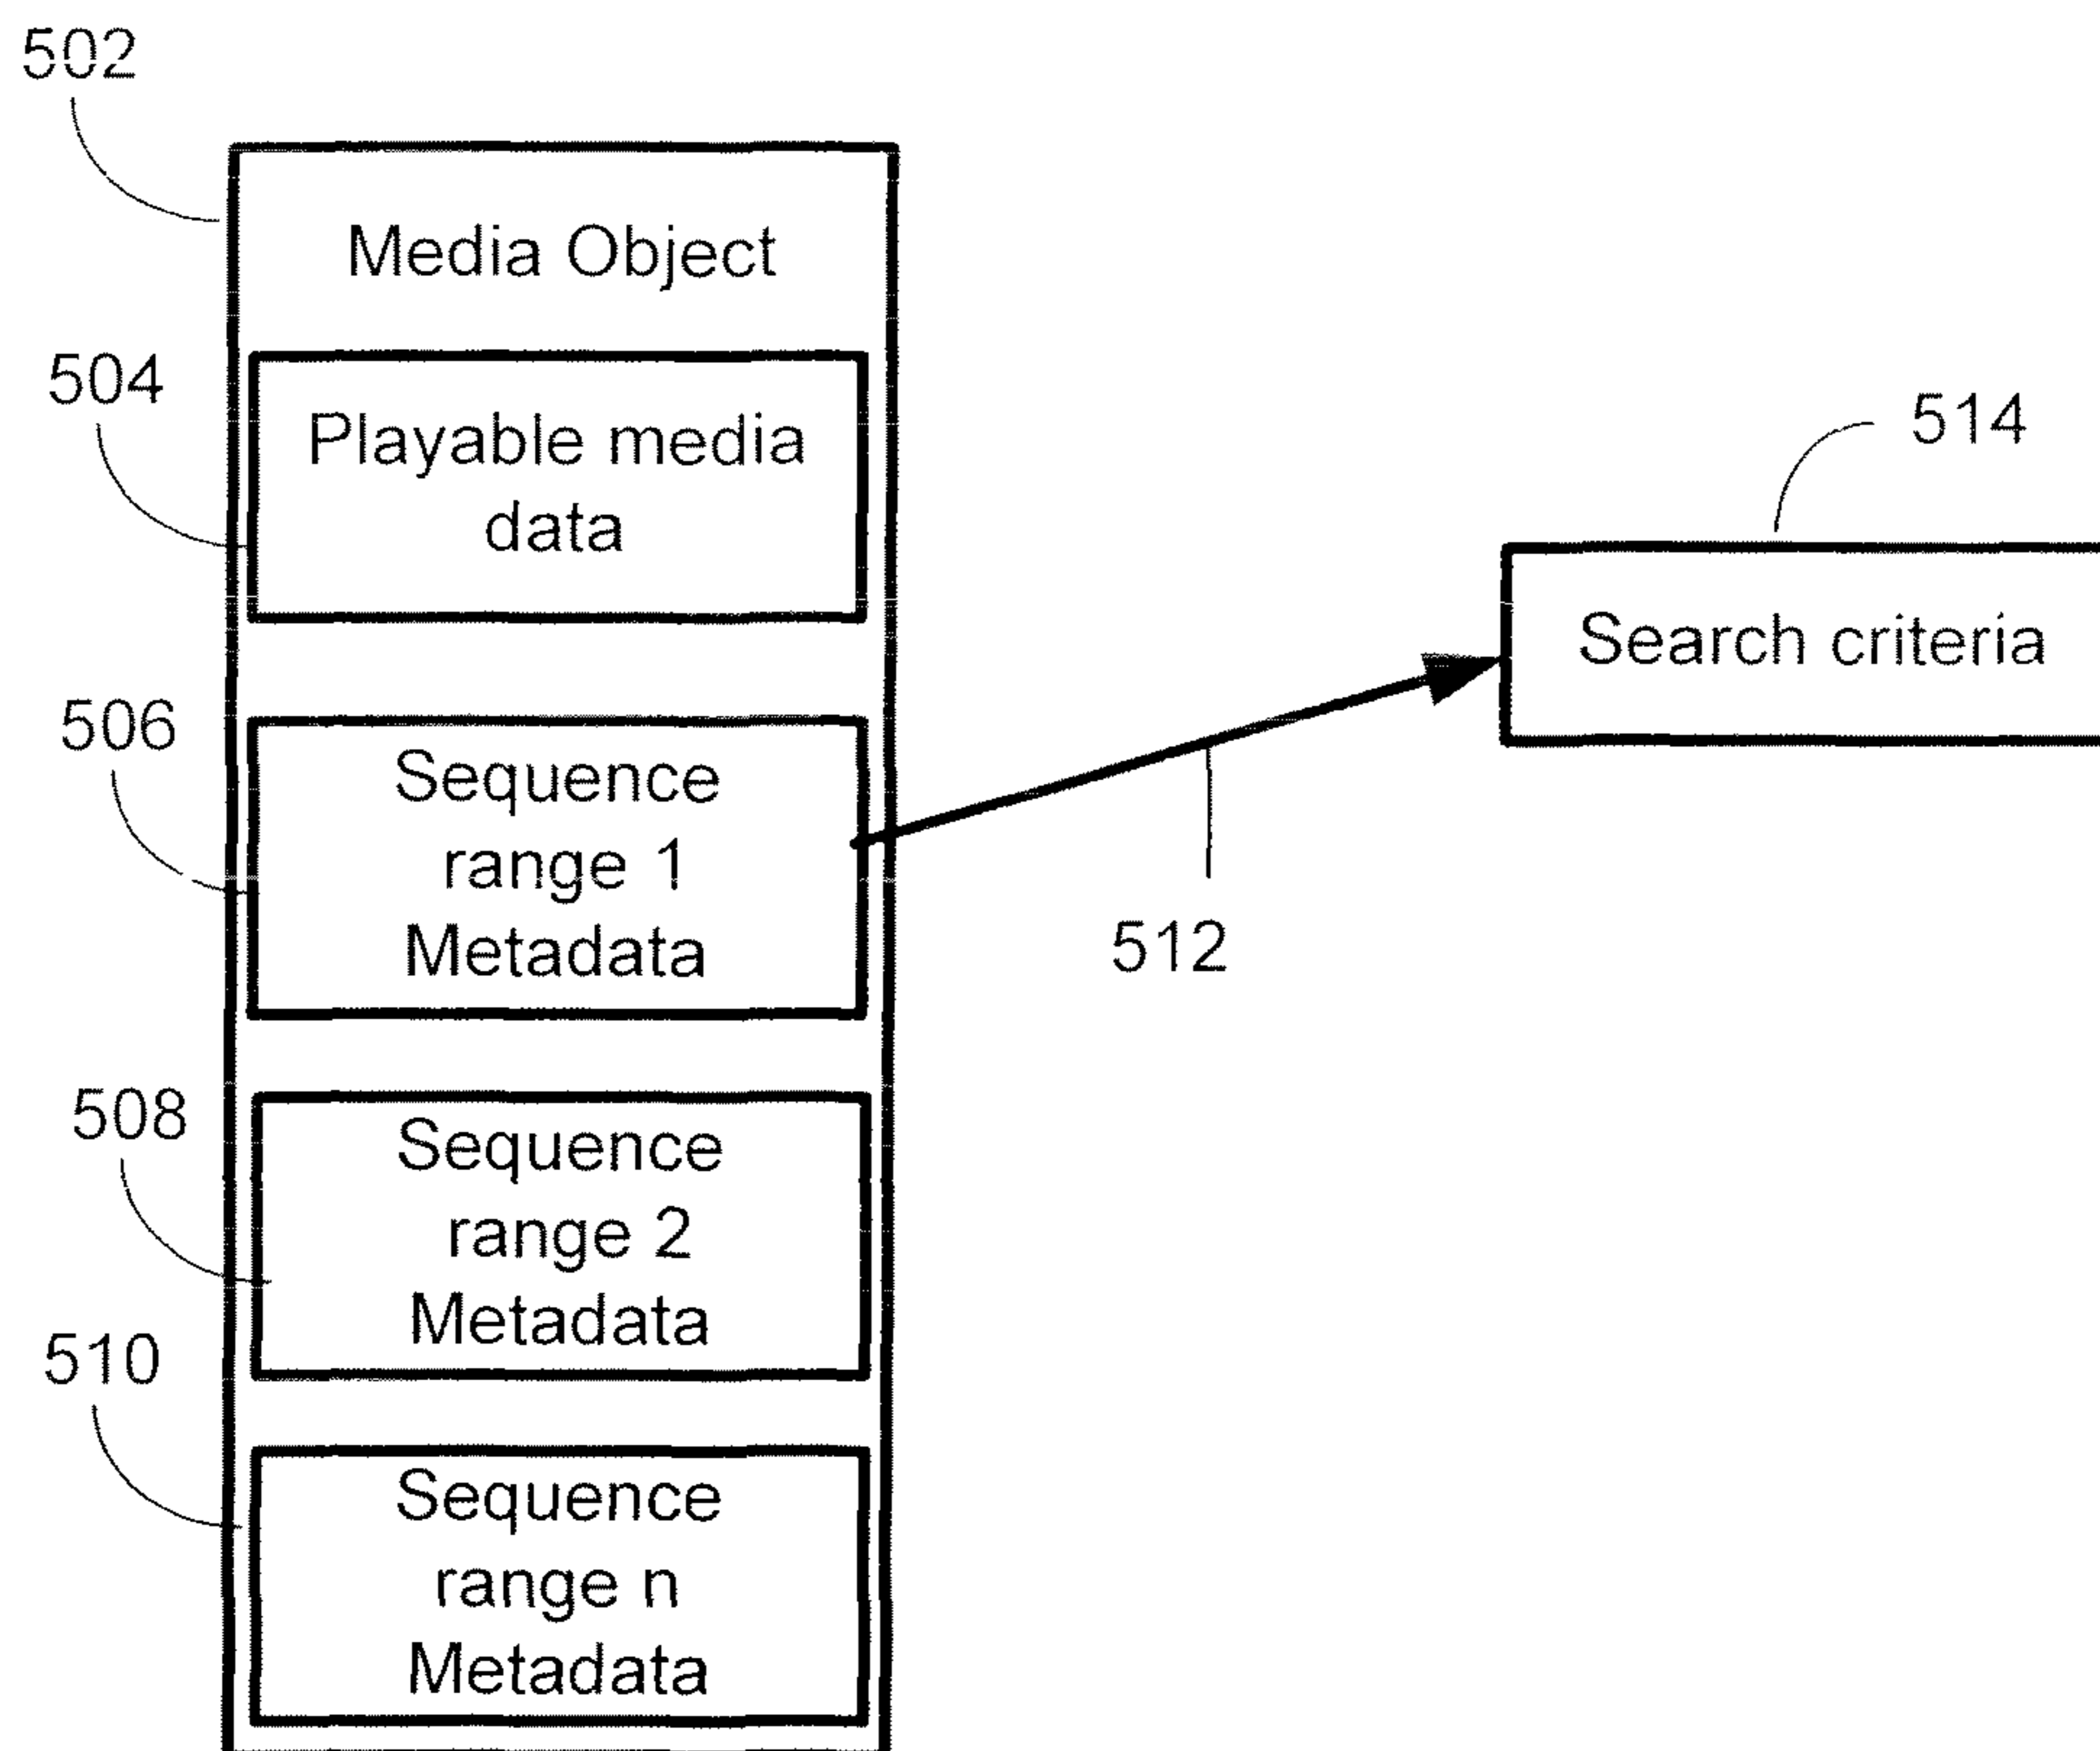 502
Media Object
504
Playable media
data
514
Search criteria
506
Sequence
range 1
Metadata
512
508
Sequence
range 2
Metadata
510
Sequence
range n
Metadata